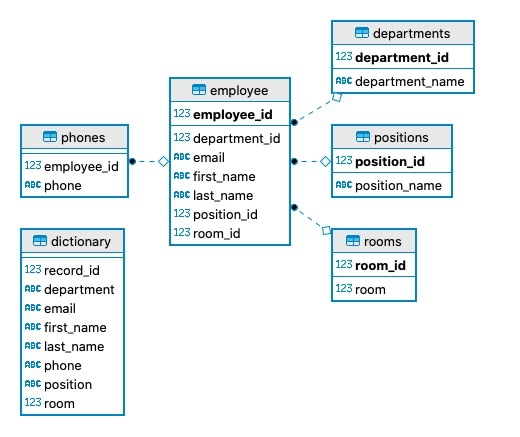 departments
123 department_id
ABC department_name
employee
123 employee_id
123 department_id
ABC email
ABC first_name
ABC last_name
123 position_id
123 room_id
phones
123 employee_id
ABC phone
positions
123 position_id
ABC position_name
rooms
123 room_id
123 room
dictionary
123 record_id
ABC department
ABC email
ABC first_name
ABC last_name
ABC phone
ABC position
123 room